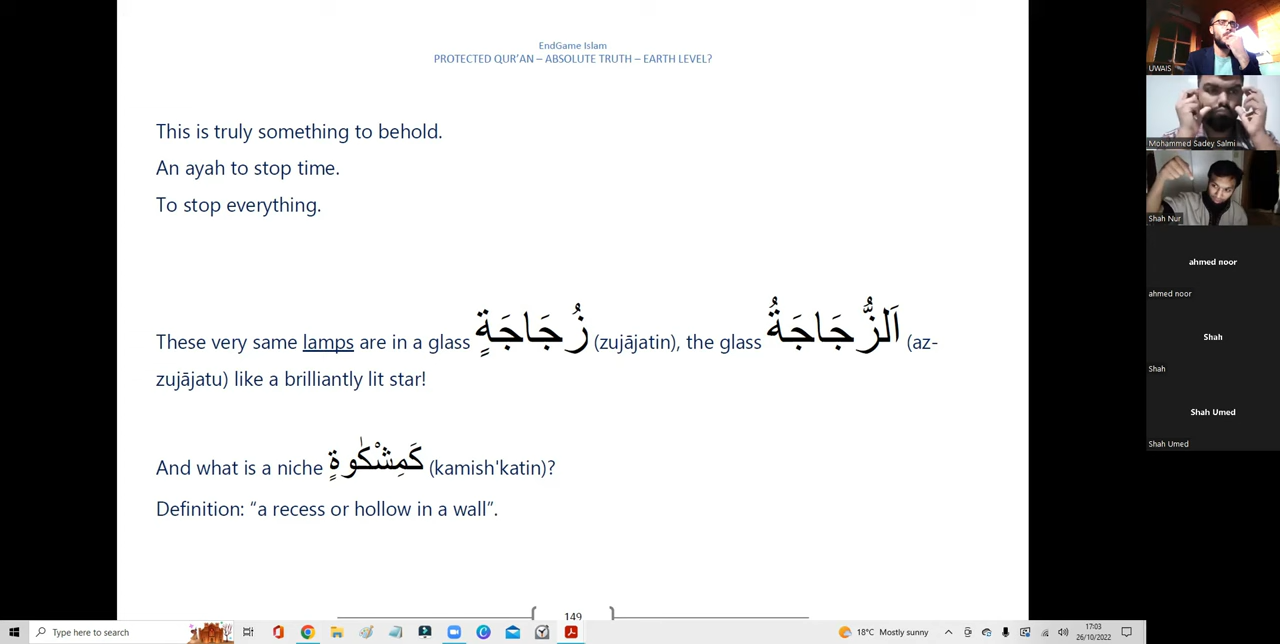 EndGame Islam
PROTECTED QUR'AN – ABSOLUTE TRUTH – EARTH LEVEL?
This is truly something to behold.
An ayah to stop time.
To stop everything.
These very same lamps are in a glass زُجَاجَةٍ (zujājatin), the glass اَلزُّجَاجَةُ (az-
zujājatu) like a brilliantly lit star!
And what is a niche كَمِشْكٰوةٍ (kamish'katin)?
Definition: “a recess or hollow in a wall”.
149
UWAIS
Mohammed Sadey Salmi
Shah Nur
ahmed noor
ahmed noor
Shah
Shah
Shah Umed
Shah Umed
Type here to search
18°C Mostly sunny
17:03
26/10/2022